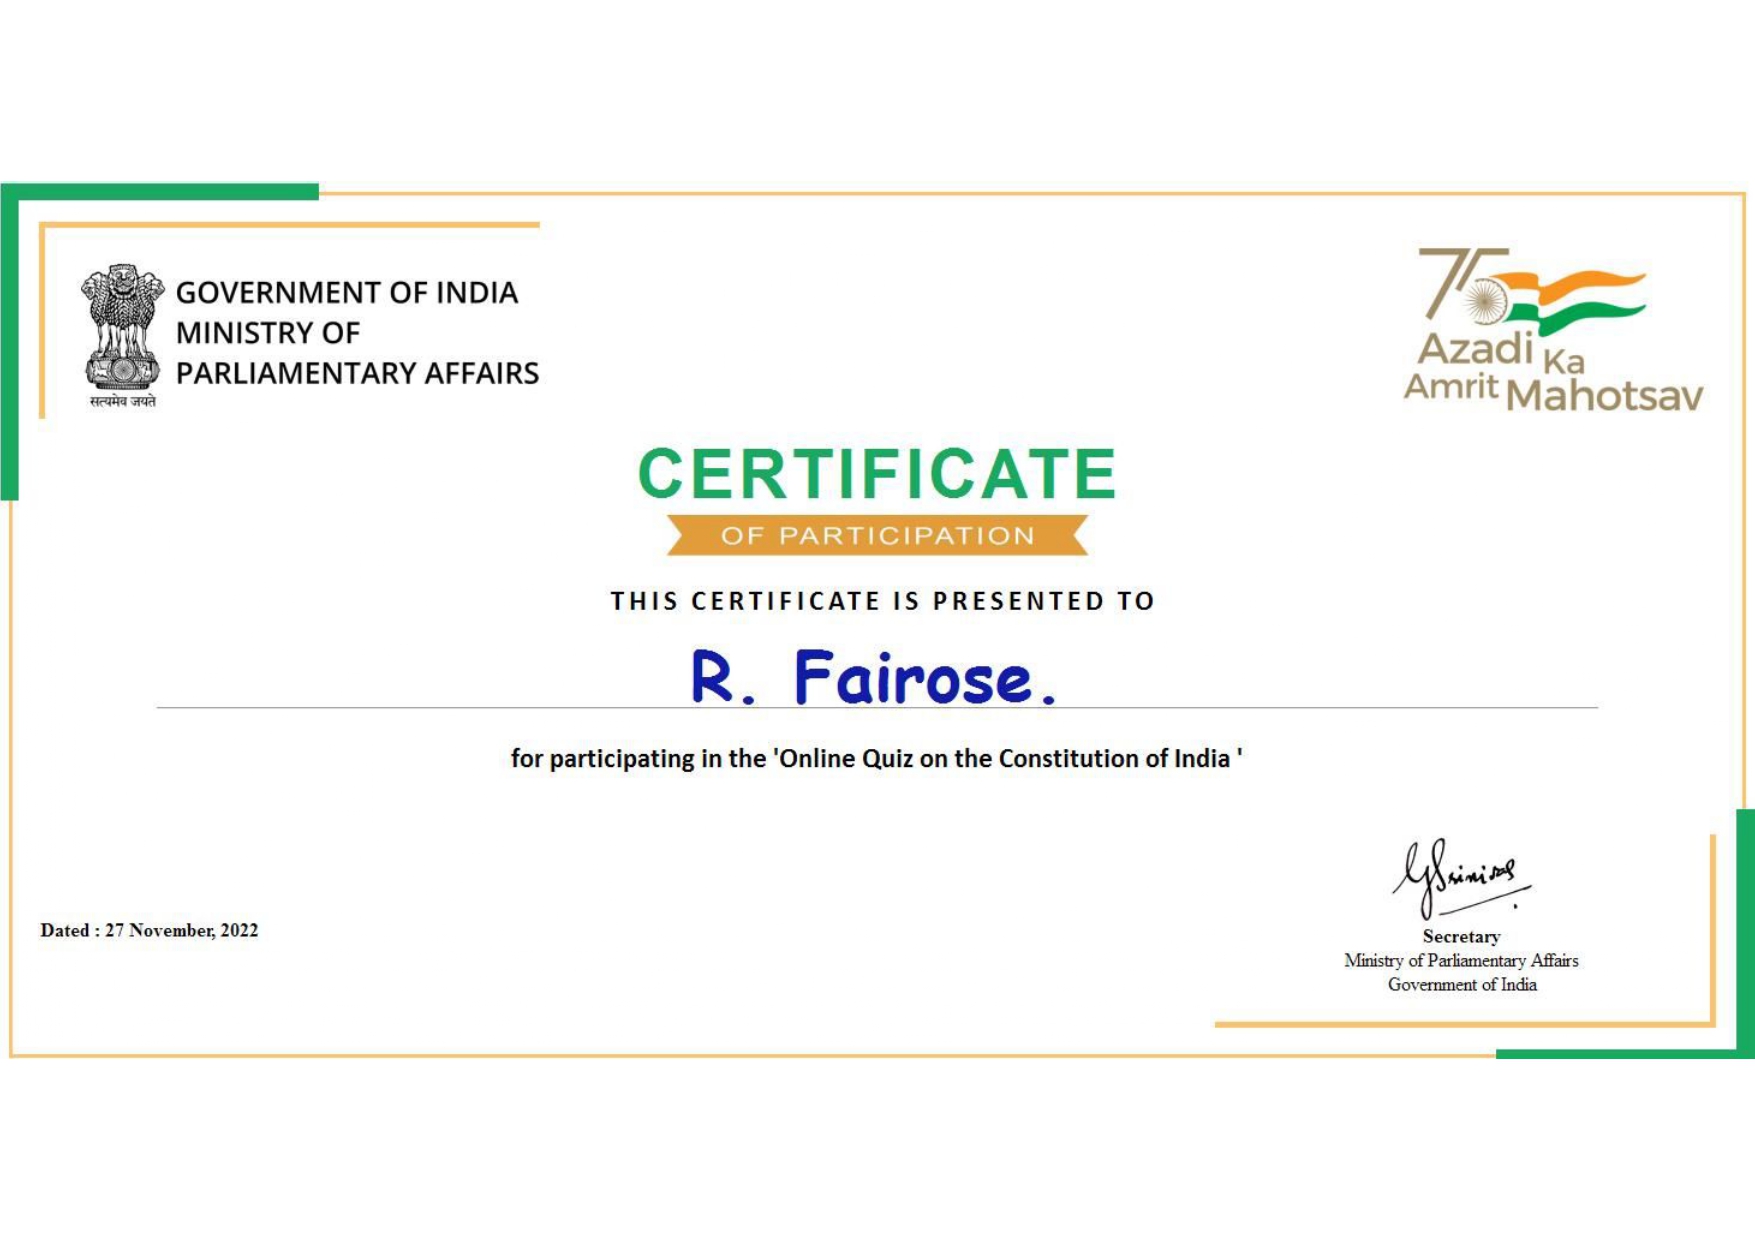 GOVERNMENT OF INDIA
MINISTRY OF
PARLIAMENTARY AFFAIRS
सत्यमेव जयते
75
Azadi Ka
Amrit Mahotsav
CERTIFICATE
OF PARTICIPATION
THIS CERTIFICATE IS PRESENTED TO
R. Fairose.
for participating in the 'Online Quiz on the Constitution of India '
Dated : 27 November, 2022
GSrinivas
Secretary
Ministry of Parliamentary Affairs
Government of India